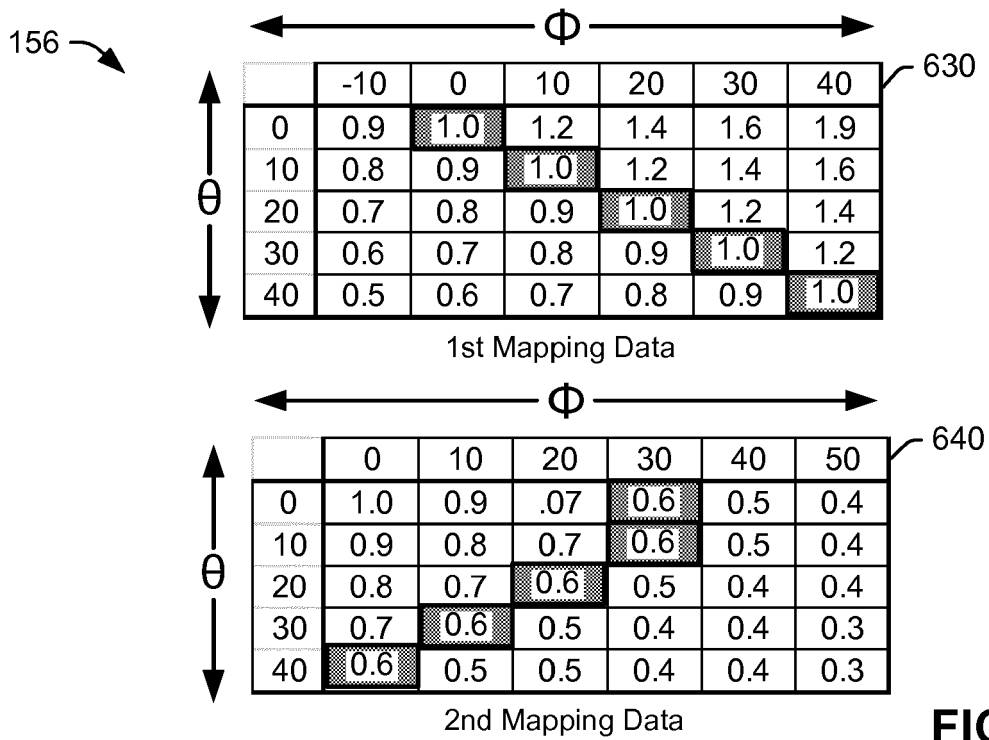 Φ
156
630
-10 0 10 20 30 40
0 0.9 1.0 1.2 1.4 1.6 1.9
10 0.8 0.9 1.0 1.2 1.4 1.6
θ
20 0.7 0.8 0.9 1.0 1.2 1.4
30 0.6 0.7 0.8 0.9 1.0 1.2
40 0.5 0.6 0.7 0.8 0.9 1.0
1st Mapping Data
Φ
640
0 10 20 30 40 50
0 1.0 0.9 .07 0.6 0.5 0.4
10 0.9 0.8 0.7 0.6 0.5 0.4
θ
20 0.8 0.7 0.6 0.5 0.4 0.4
30 0.7 0.6 0.5 0.4 0.4 0.3
40 0.6 0.5 0.5 0.4 0.4 0.3
2nd Mapping Data